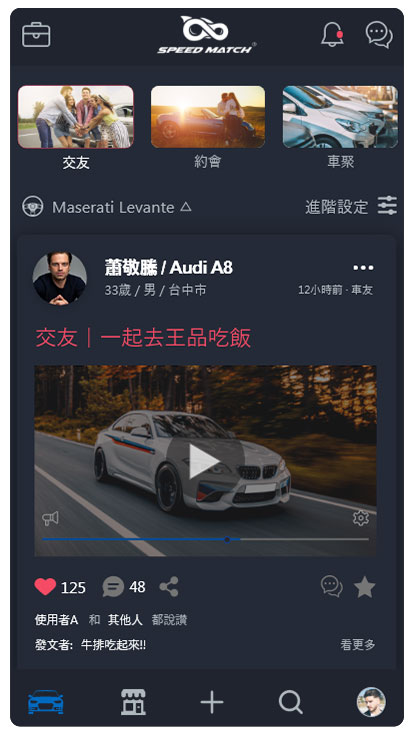 SPEED MATCH®
交友
約會
車聚
Maserati Levante △
進階設定
蕭敬騰 / Audi A8
33歲 / 男 / 台中市
12小時前 · 車友
交友｜一起去王品吃飯
125
48
使用者A 和 其他人 都說讚
發文者: 牛排吃起來!!
看更多